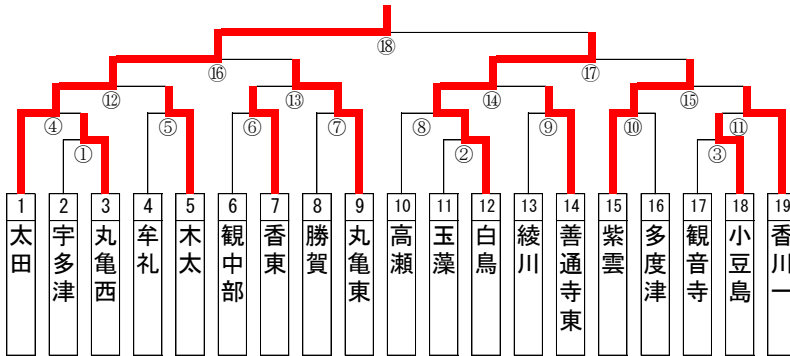 ⑱
⑯ ⑰
⑫ ⑬ ⑭ ⑮
④ ⑤ ⑥ ⑦ ⑧ ⑨ ⑩ ⑪
① ② ③
1 2 3 4 5 6 7 8 9 10 11 12 13 14 15 16 17 18 19
太田
宇多津
丸亀西
牟礼
木太
観中部
香東
勝賀
丸亀東
高瀬
玉藻
白鳥
綾川
善通寺東
紫雲
多度津
観音寺
小豆島
香川一